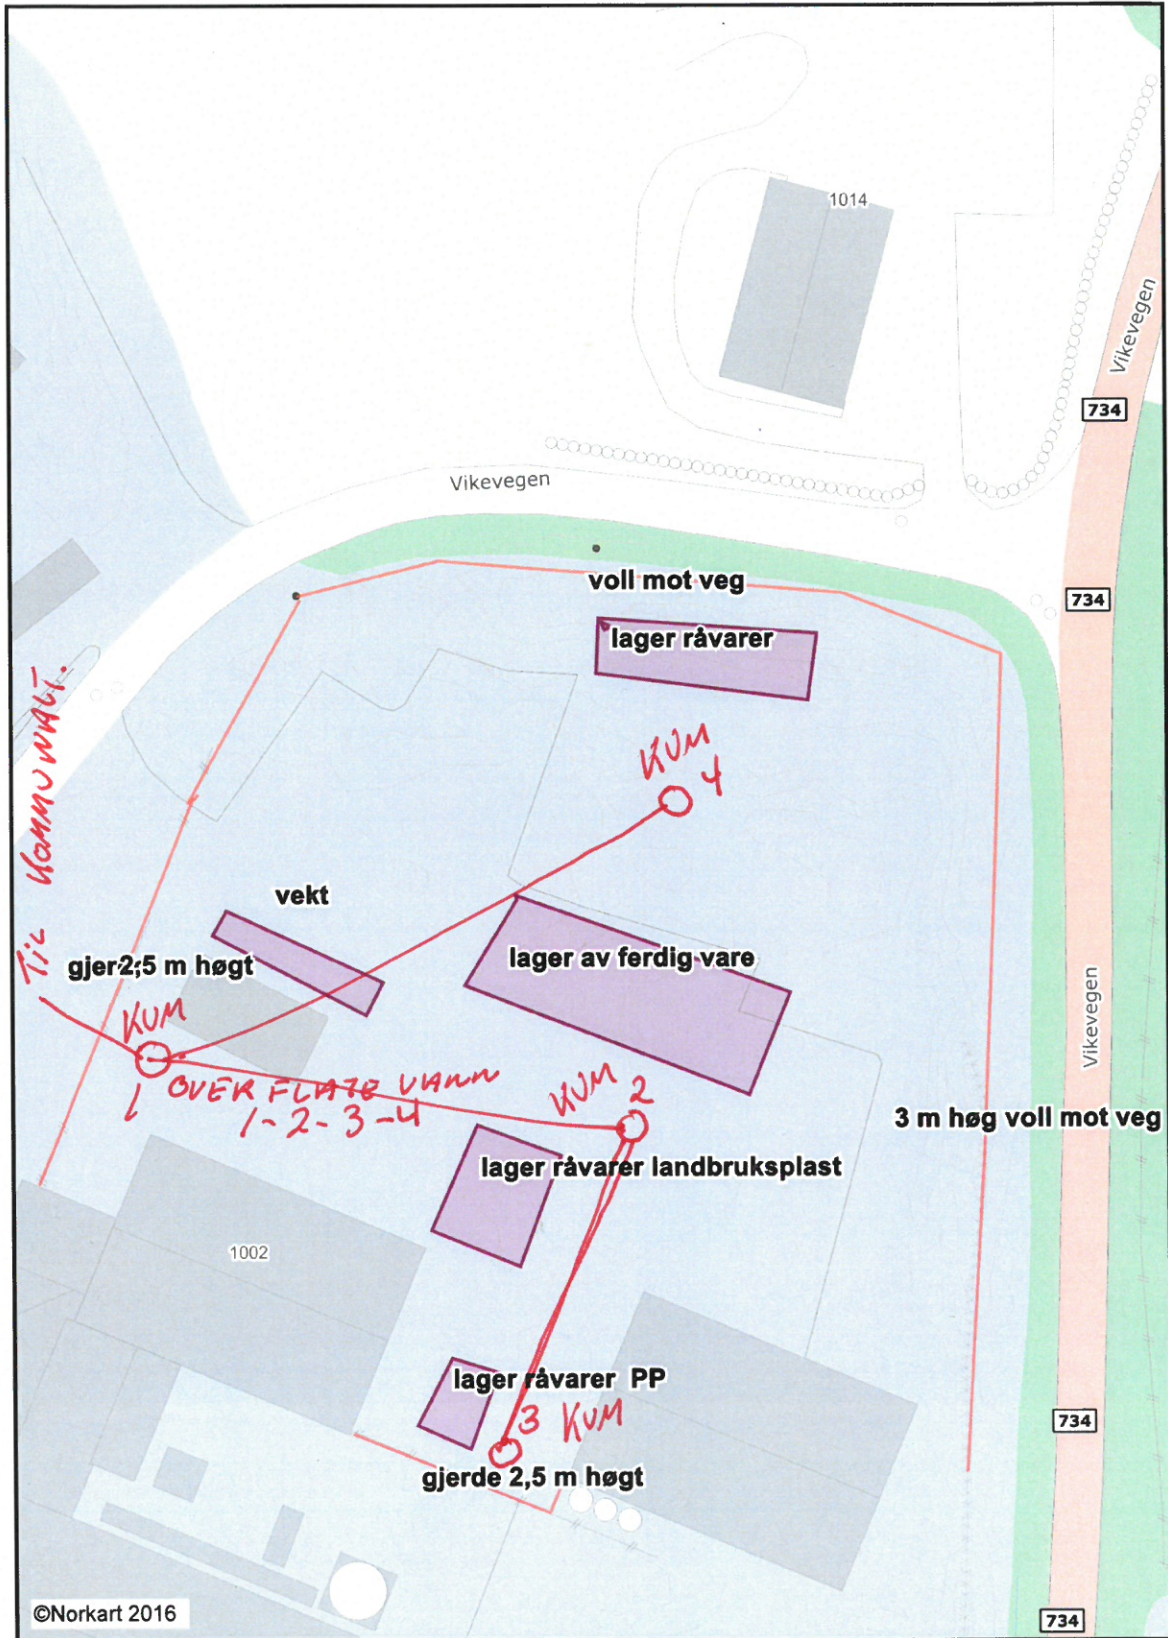 1014
Vikevegen
734
Vikevegen
voll mot veg
734
lager råvarer
TiL KOMMUNALT.
KUM
4
vekt
gjer2,5 m høgt
lager av ferdig vare
KUM
1
OVER FLATE VANN
1-2-3-4
KUM
2
Vikevegen
3 m høg voll mot veg
lager råvarer landbruksplast
1002
lager råvarer PP
3 KUM
734
gjerde 2,5 m høgt
©Norkart 2016
734